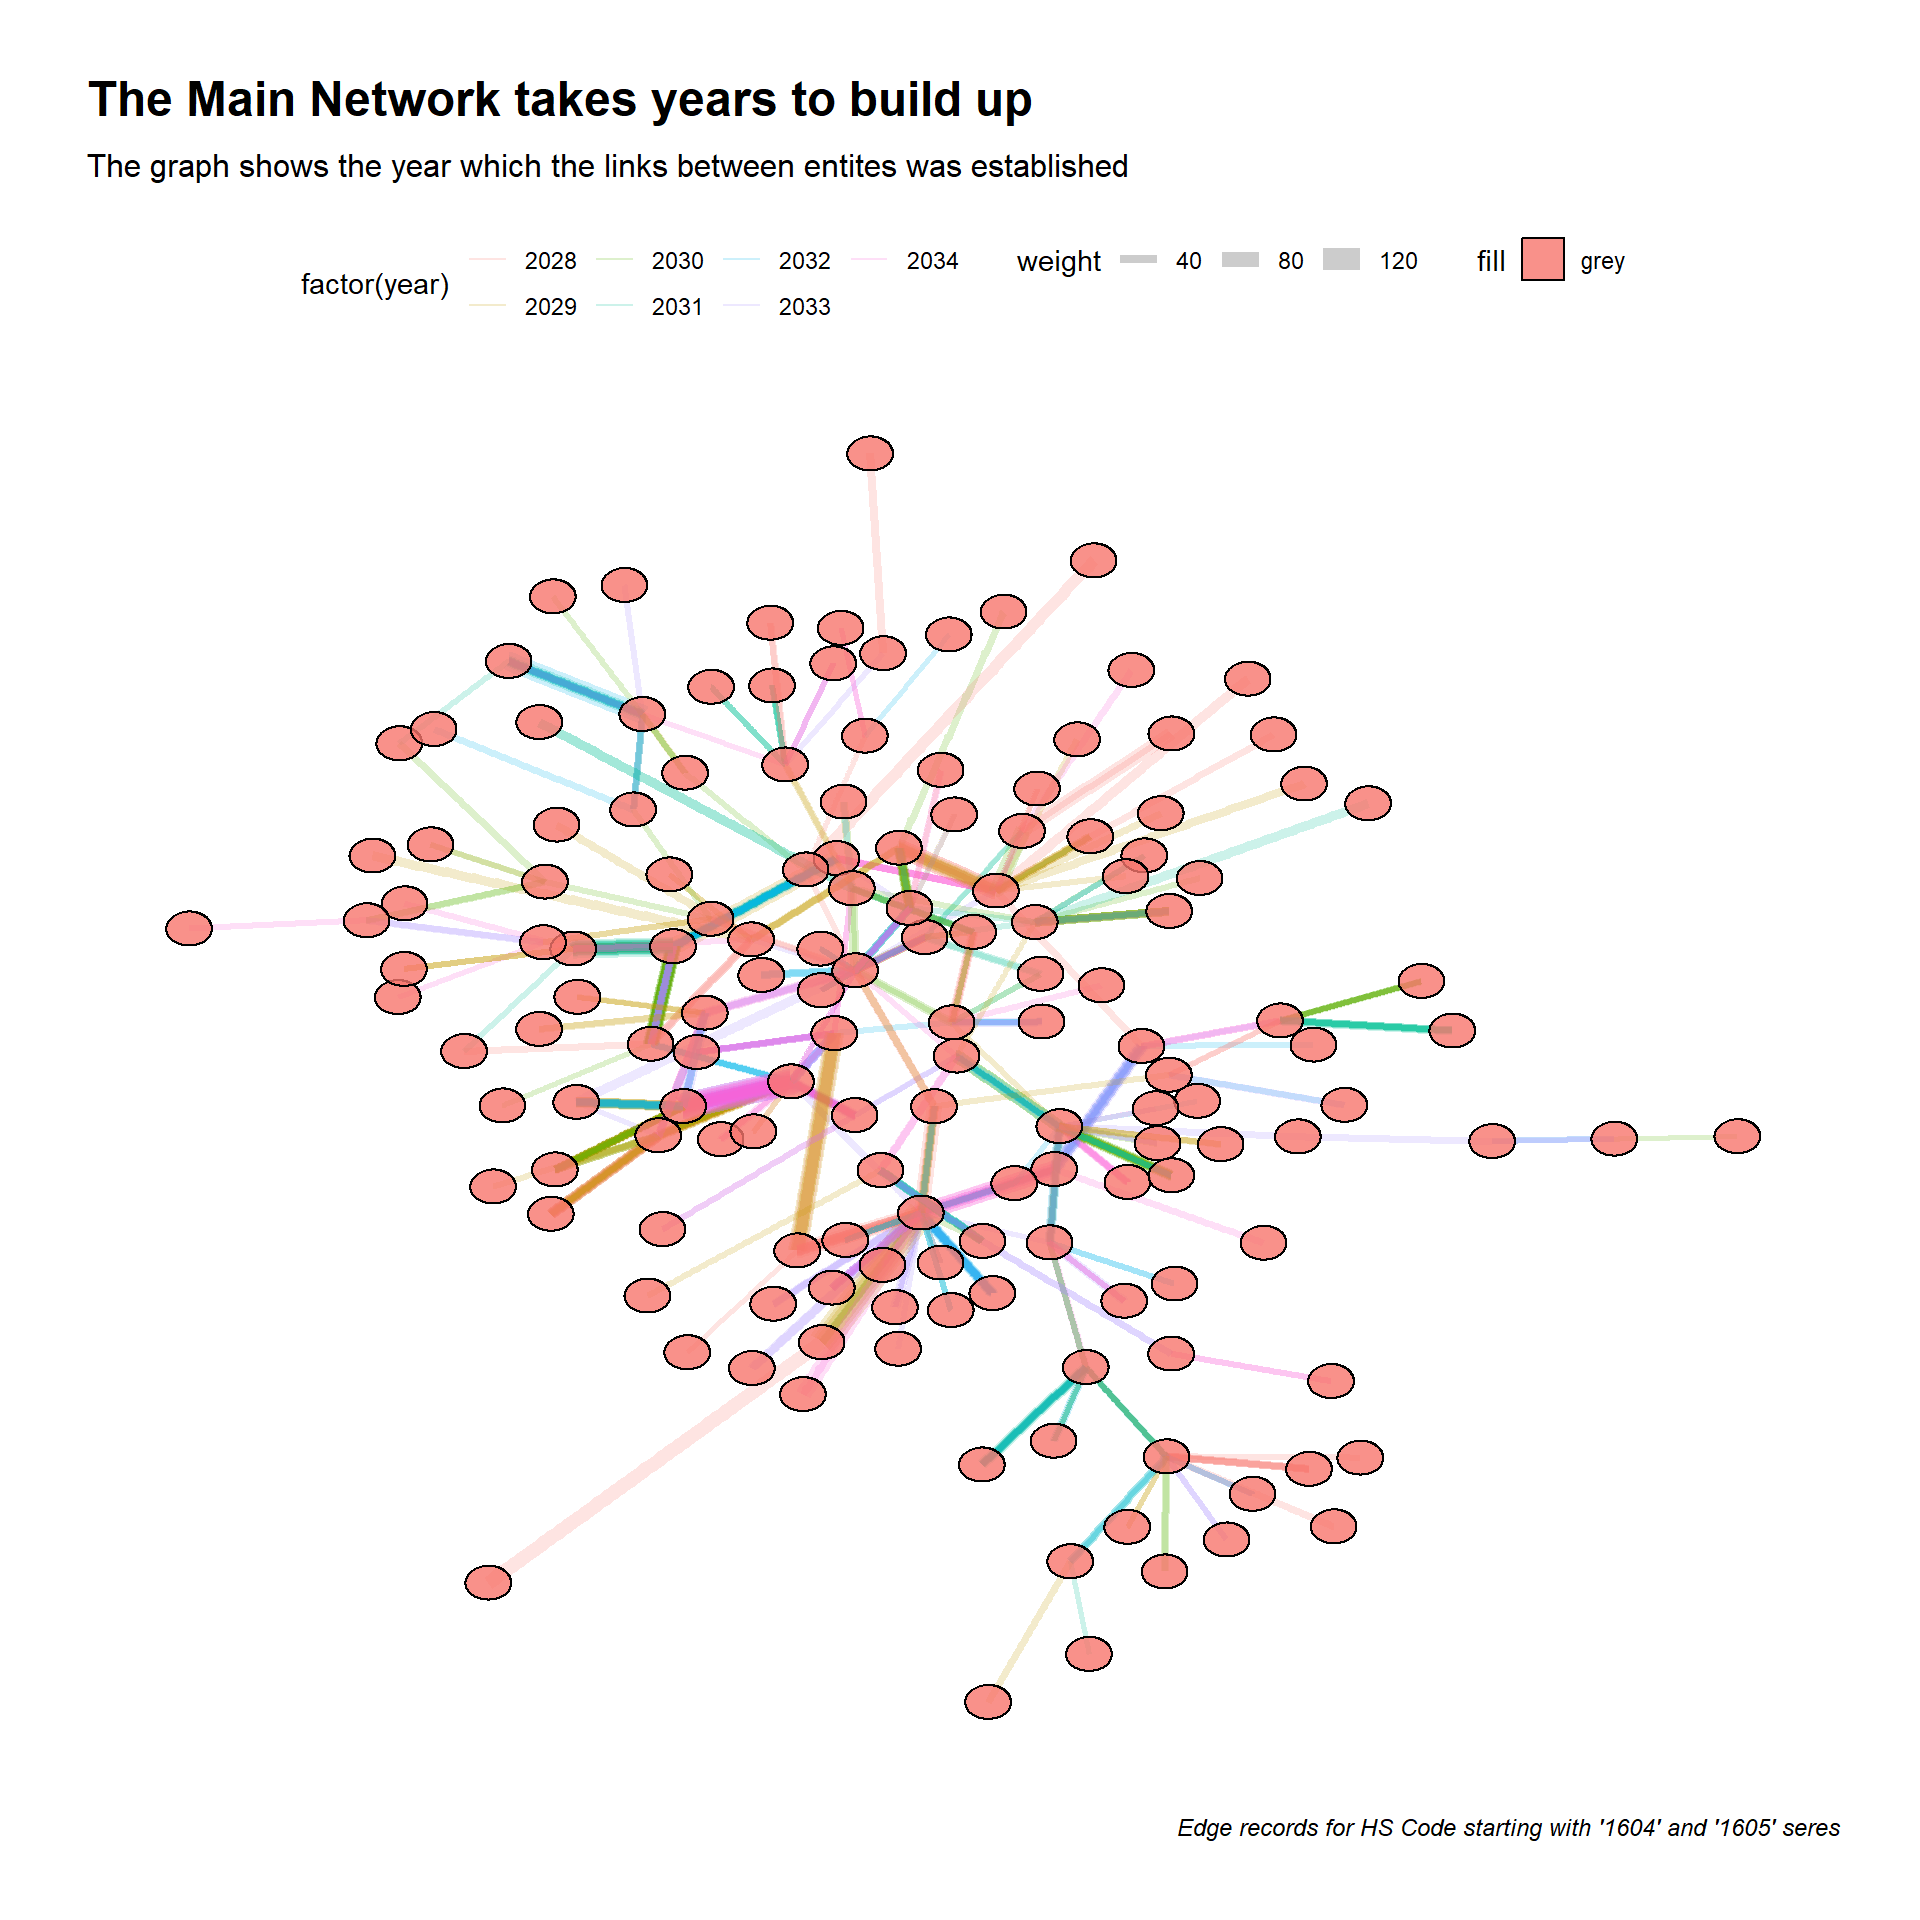 The Main Network takes years to build up
The graph shows the year which the links between entites was established
factor(year)
2028 2030 2032 2034
2029 2031 2033
weight 40 80 120
fill grey
Edge records for HS Code starting with '1604' and '1605' seres